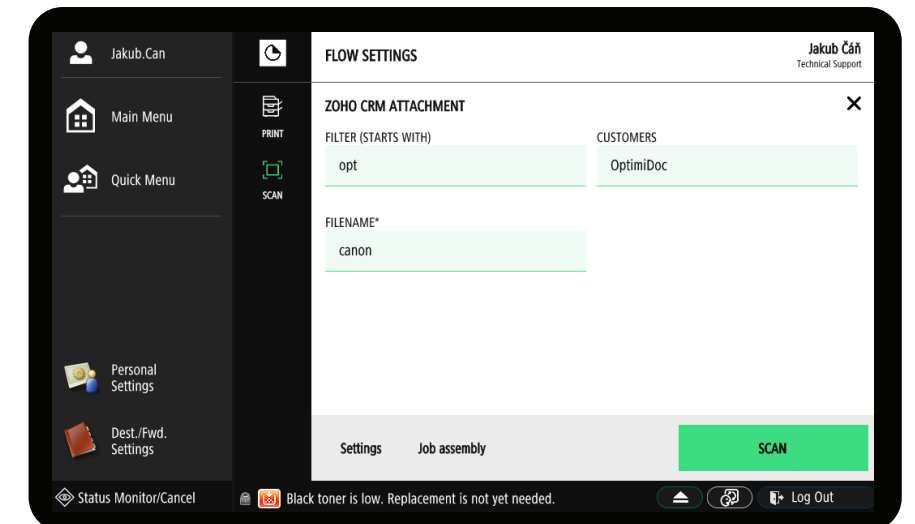 Jakub.Can
Main Menu
Quick Menu
Personal
Settings
Dest./Fwd.
Settings
PRINT
SCAN
FLOW SETTINGS
Jakub Čáň
Technical Support
ZOHO CRM ATTACHMENT
FILTER (STARTS WITH)
CUSTOMERS
opt
OptimiDoc
FILENAME*
canon
Settings
Job assembly
SCAN
Status Monitor/Cancel
Black toner is low. Replacement is not yet needed.
Log Out